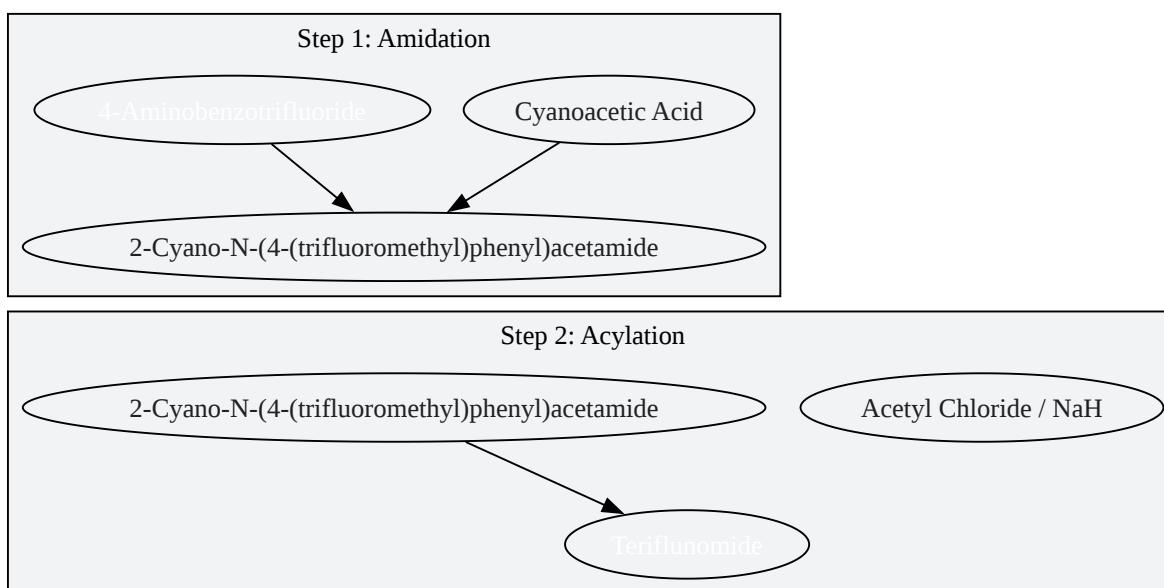 Step 1: Amidation
4-Aminobenzotrifluoride
Cyanoacetic Acid
2-Cyano-N-(4-(trifluoromethyl)phenyl)acetamide
Step 2: Acylation
2-Cyano-N-(4-(trifluoromethyl)phenyl)acetamide
Acetyl Chloride / NaH
Teriflunomide